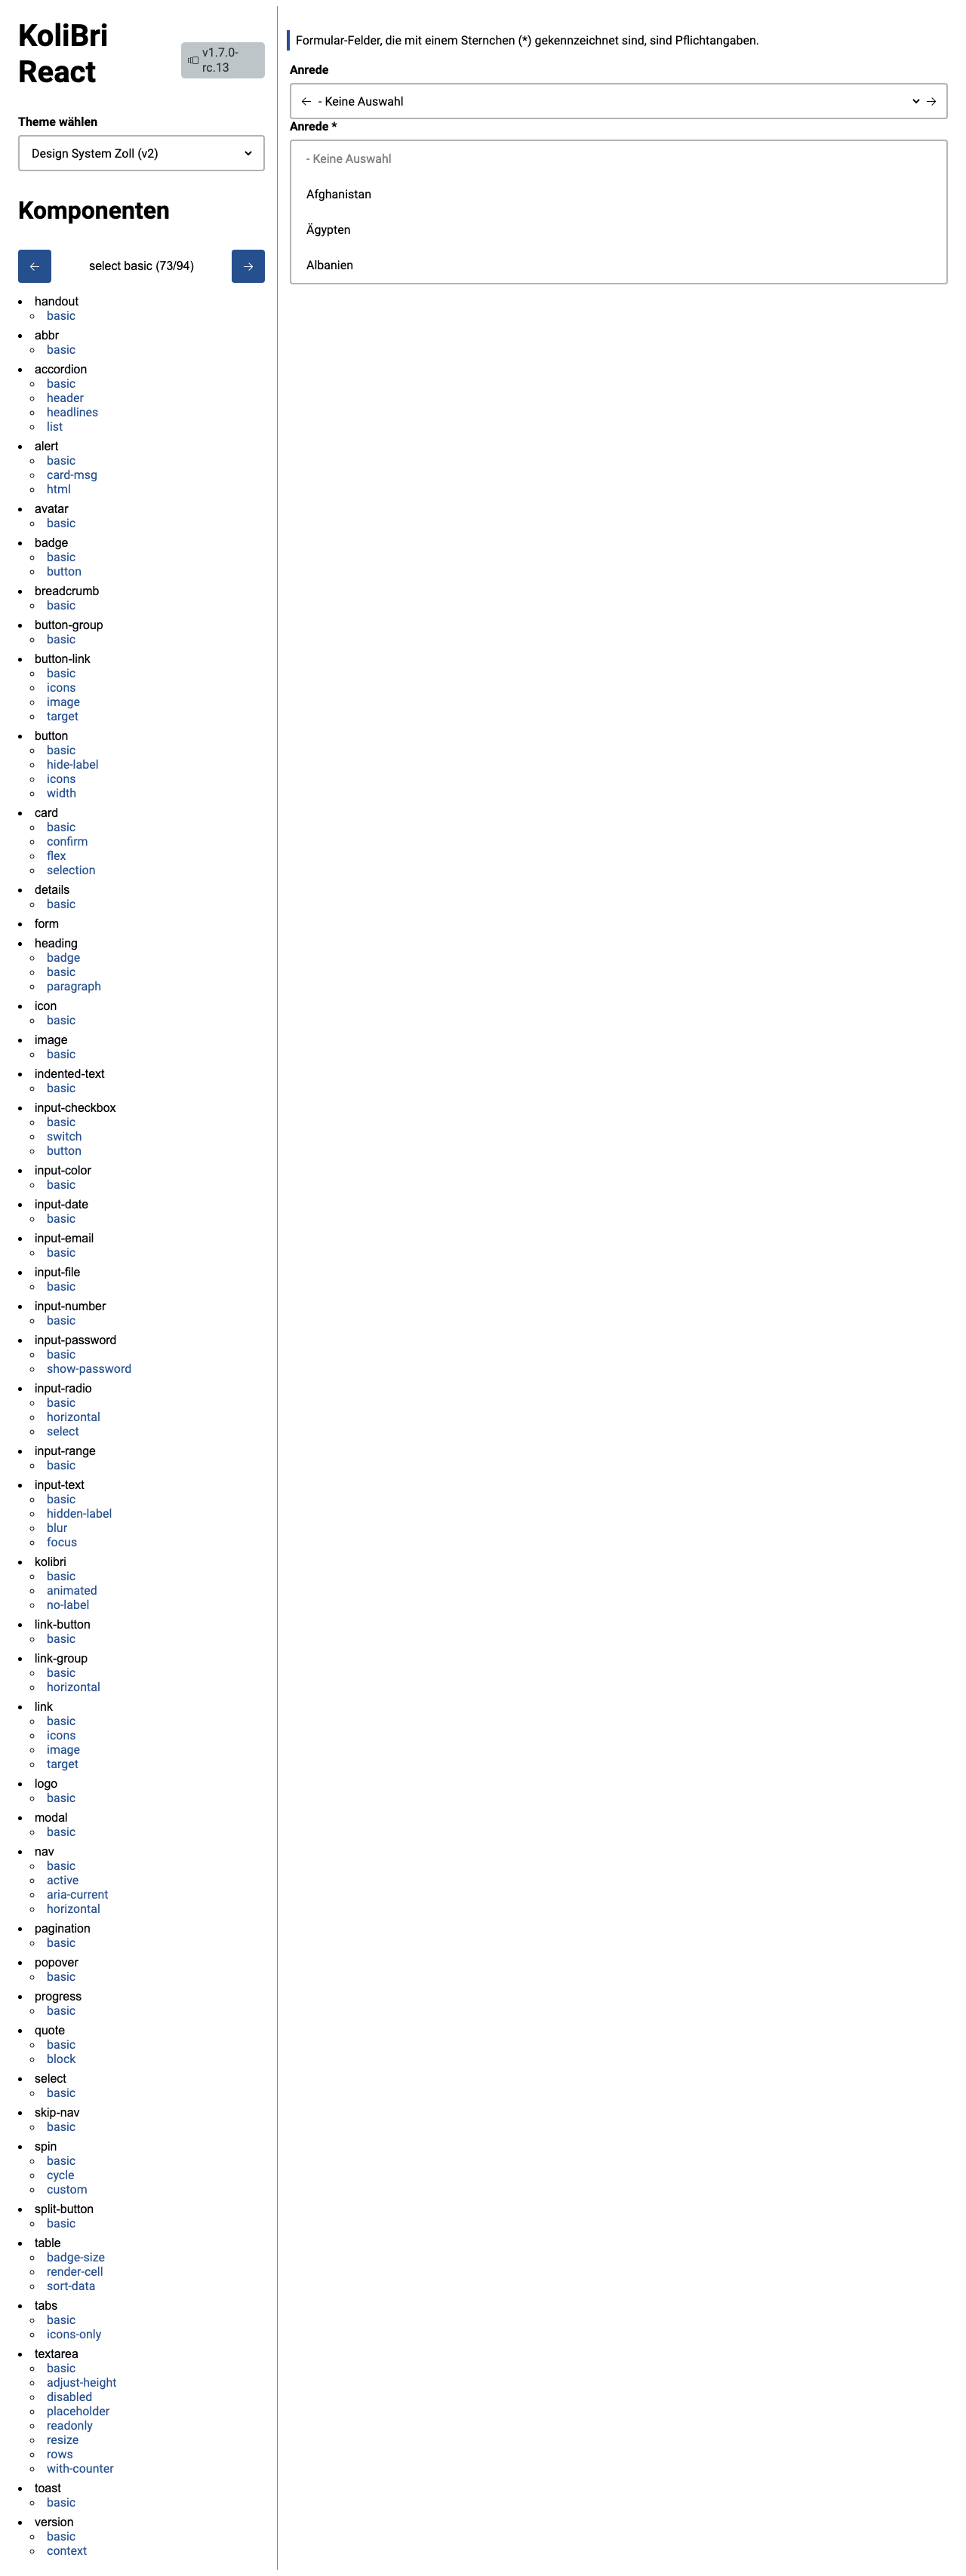 KoliBri
React
v1.7.0-
rc.13
Theme wählen
Design System Zoll (v2)
Komponenten
← select basic (73/94) →
handout
basic
abbr
basic
accordion
basic
header
headlines
list
alert
basic
card-msg
html
avatar
basic
badge
basic
button
breadcrumb
basic
button-group
basic
button-link
basic
icons
image
target
button
basic
hide-label
icons
width
card
basic
confirm
flex
selection
details
basic
form
heading
badge
basic
paragraph
icon
basic
image
basic
indented-text
basic
input-checkbox
basic
switch
button
input-color
basic
input-date
basic
input-email
basic
input-file
basic
input-number
basic
input-password
basic
show-password
input-radio
basic
horizontal
select
input-range
basic
input-text
basic
hidden-label
blur
focus
kolibri
basic
animated
no-label
link-button
basic
link-group
basic
horizontal
link
basic
icons
image
target
logo
basic
modal
basic
nav
basic
active
aria-current
horizontal
pagination
basic
popover
basic
progress
basic
quote
basic
block
select
basic
skip-nav
basic
spin
basic
cycle
custom
split-button
basic
table
badge-size
render-cell
sort-data
tabs
basic
icons-only
textarea
basic
adjust-height
disabled
placeholder
readonly
resize
rows
with-counter
toast
basic
version
basic
context
Formular-Felder, die mit einem Sternchen (*) gekennzeichnet sind, sind Pflichtangaben.
Anrede
← - Keine Auswahl →
Anrede *
- Keine Auswahl
Afghanistan
Ägypten
Albanien